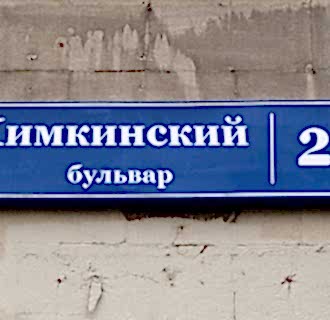 Химкинский
бульвар
2